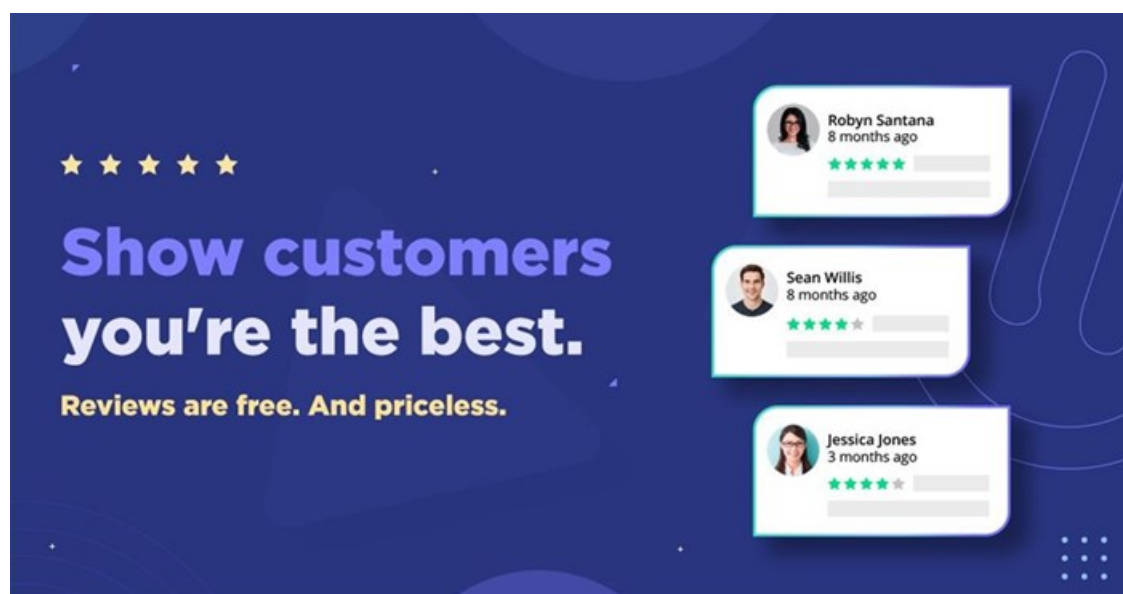 Show customers
you're the best.
Reviews are free. And priceless.
Robyn Santana
8 months ago
Sean Willis
8 months ago
Jessica Jones
3 months ago